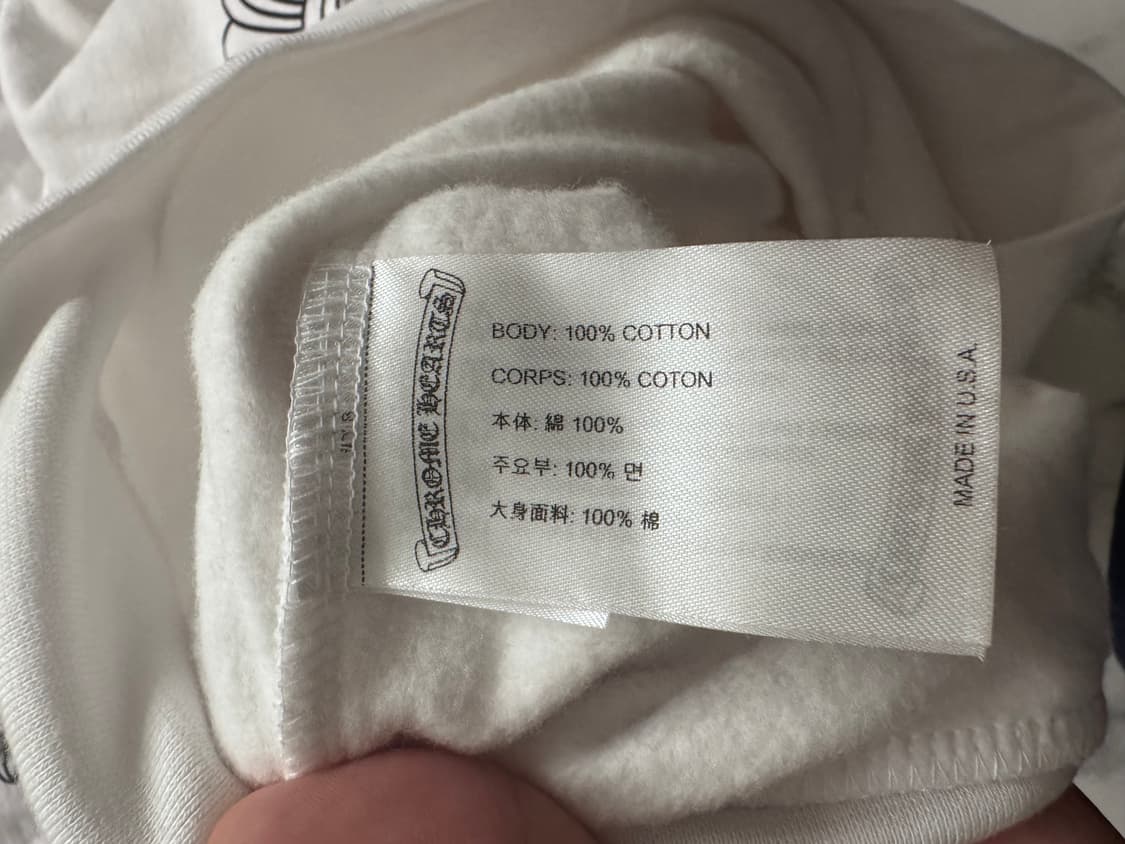 CHROME HEARTS
BODY: 100% COTTON
CORPS: 100% COTON
本体: 綿 100%
주요부: 100% 면
大身面料: 100% 棉
MADE IN U.S.A.